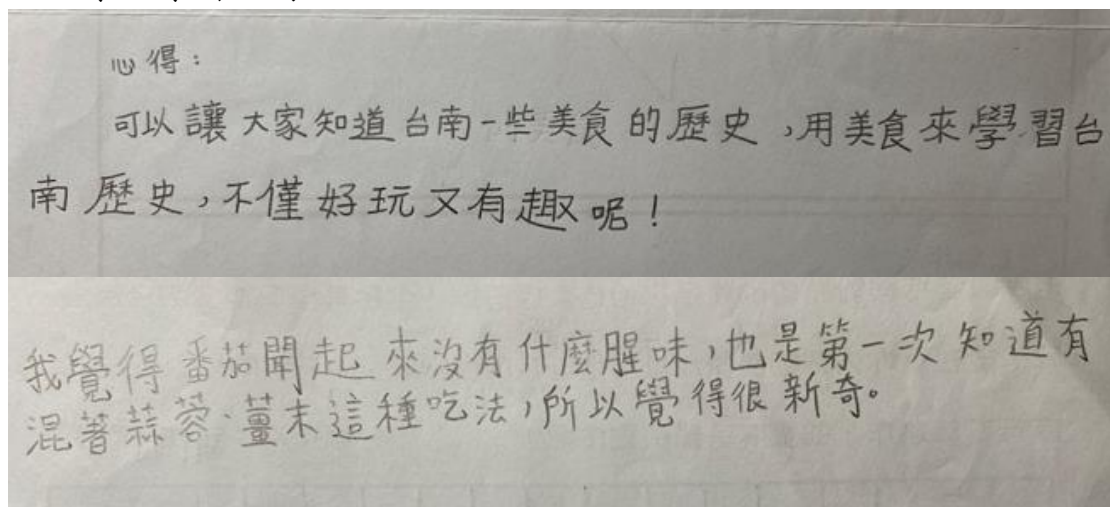 心得：
可以讓大家知道台南一些美食的歷史，用美食來學習台
南歷史，不僅好玩又有趣呢！
我覺得番茄聞起來沒有什麼腥味，也是第一次知道有
混著蒜蓉、薑末這種吃法，所以覺得很新奇。